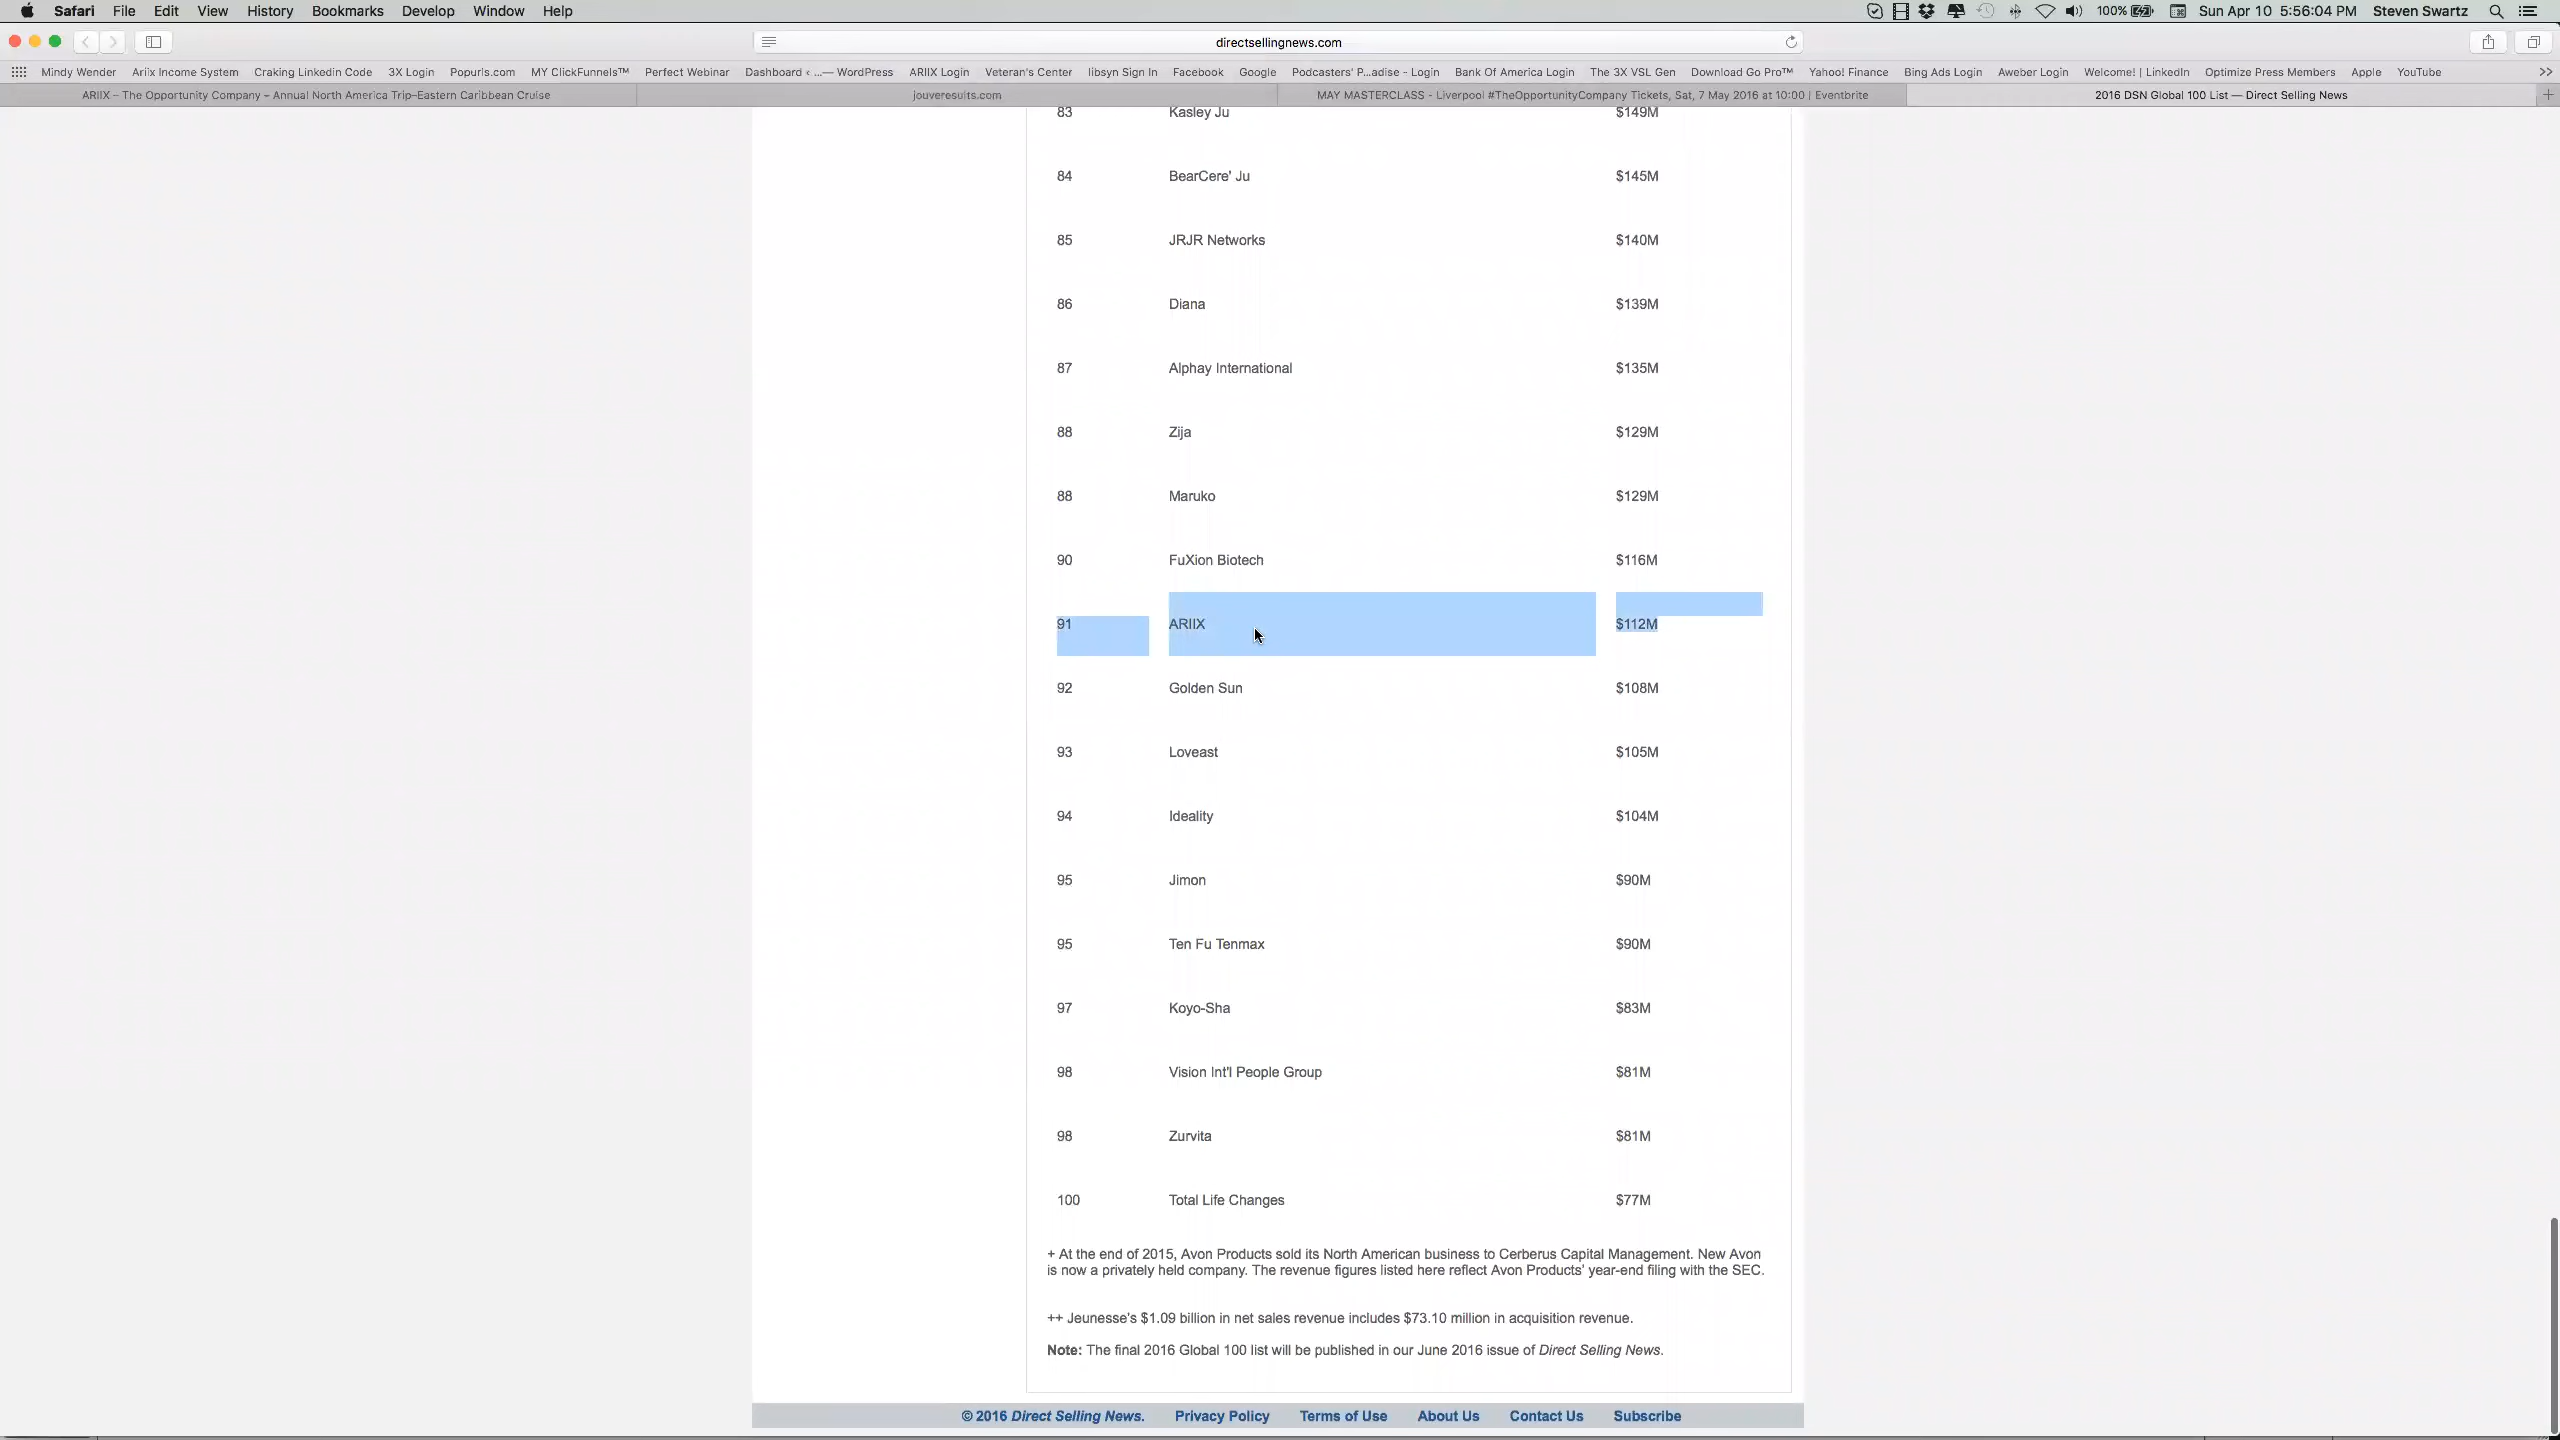 Safari File Edit View History Bookmarks Develop Window Help 100% Sun Apr 10 5:56:04 PM Steven Swartz
directsellingnews.com
Mindy Wender Ariix Income System Craking Linkedin Code 3X Login Popurls.com MY ClickFunnels™ Perfect Webinar Dashboard ‹ ...— WordPress ARIIX Login Veteran's Center libsyn Sign In Facebook Google Podcasters' P...adise - Login Bank Of America Login The 3X VSL Gen Download Go Pro™ Yahoo! Finance Bing Ads Login Aweber Login Welcome! | LinkedIn Optimize Press Members Apple YouTube >>
ARIIX – The Opportunity Company – Annual North America Trip–Eastern Caribbean Cruise jouveresuits.com MAY MASTERCLASS - Liverpool #TheOpportunityCompany Tickets, Sat, 7 May 2016 at 10:00 | Eventbrite 2016 DSN Global 100 List — Direct Selling News +
83 Kasley Ju $149M
84 BearCere' Ju $145M
85 JRJR Networks $140M
86 Diana $139M
87 Alphay International $135M
88 Zija $129M
88 Maruko $129M
90 FuXion Biotech $116M
91 ARIIX $112M
92 Golden Sun $108M
93 Loveast $105M
94 Ideality $104M
95 Jimon $90M
95 Ten Fu Tenmax $90M
97 Koyo-Sha $83M
98 Vision Int'l People Group $81M
98 Zurvita $81M
100 Total Life Changes $77M
+ At the end of 2015, Avon Products sold its North American business to Cerberus Capital Management. New Avon
is now a privately held company. The revenue figures listed here reflect Avon Products' year-end filing with the SEC.
++ Jeunesse's $1.09 billion in net sales revenue includes $73.10 million in acquisition revenue.
Note: The final 2016 Global 100 list will be published in our June 2016 issue of Direct Selling News.
© 2016 Direct Selling News. Privacy Policy Terms of Use About Us Contact Us Subscribe